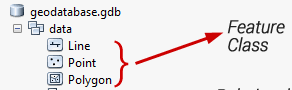 geodatabase.gdb
data
Line
Point
Polygon
Feature
Class